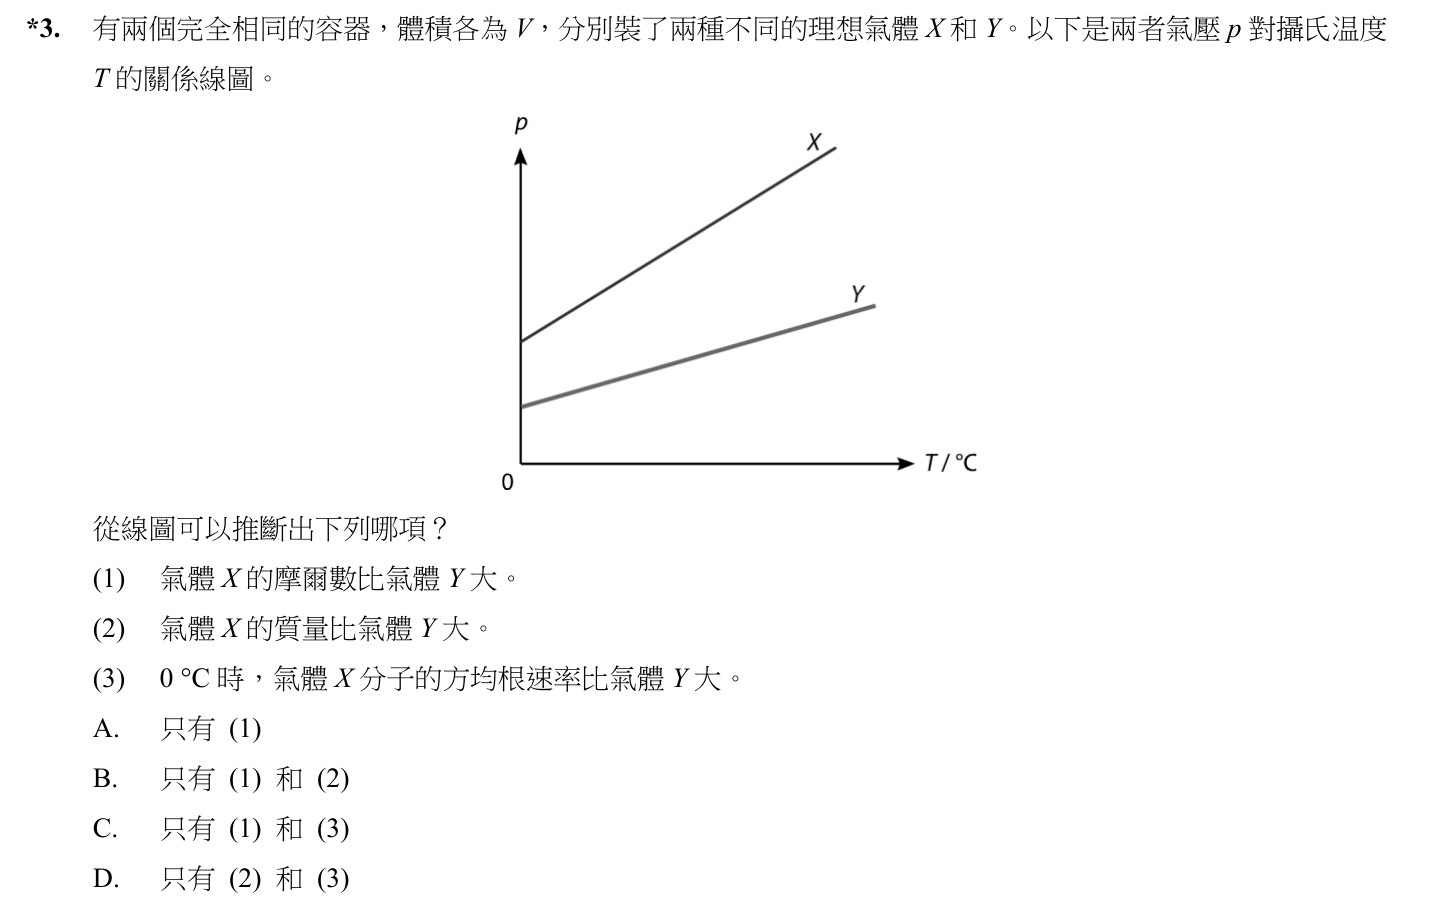 *3. 有兩個完全相同的容器，體積各為 V，分別裝了兩種不同的理想氣體 X 和 Y。以下是兩者氣壓 p 對攝氏温度
T 的關係線圖。
p
X
Y
T / °C
0
從線圖可以推斷出下列哪項？
(1) 氣體 X 的摩爾數比氣體 Y 大。
(2) 氣體 X 的質量比氣體 Y 大。
(3) 0 °C 時，氣體 X 分子的方均根速率比氣體 Y 大。
A. 只有 (1)
B. 只有 (1) 和 (2)
C. 只有 (1) 和 (3)
D. 只有 (2) 和 (3)